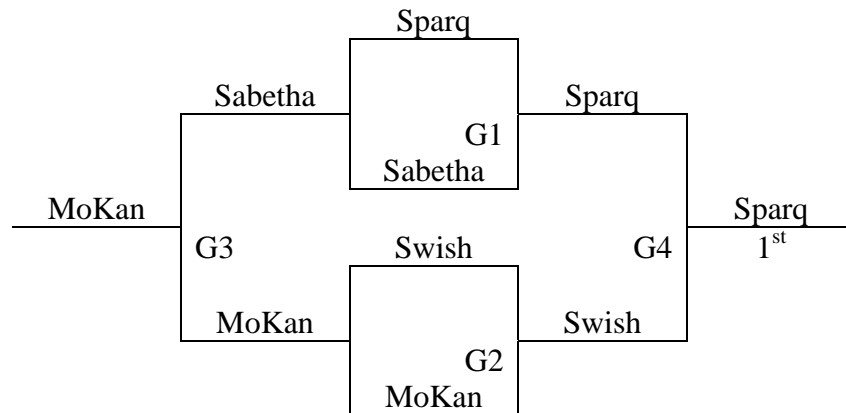 Sparq
Sabetha Sparq
G1
Sabetha
MoKan Sparq
G3 Swish G4 1st
MoKan Swish
G2
MoKan